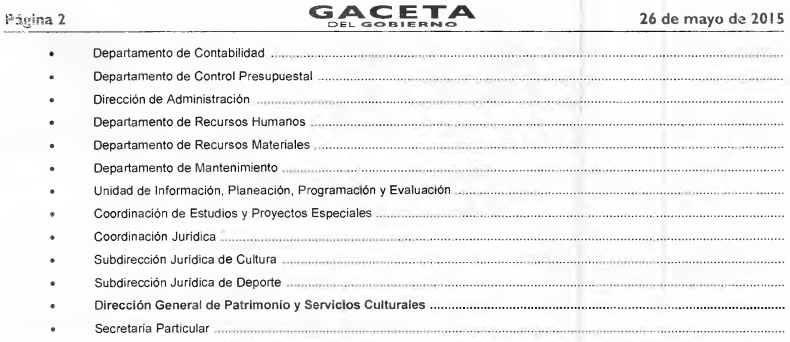 Página 2
GACETA
DEL GOBIERNO
26 de mayo de 2015
• Departamento de Contabilidad
• Departamento de Control Presupuestal
• Dirección de Administración
• Departamento de Recursos Humanos
• Departamento de Recursos Materiales
• Departamento de Mantenimiento
• Unidad de Información, Planeación, Programación y Evaluación
• Coordinación de Estudios y Proyectos Especiales
• Coordinación Jurídica
• Subdirección Jurídica de Cultura
• Subdirección Jurídica de Deporte
• Dirección General de Patrimonio y Servicios Culturales
• Secretaría Particular